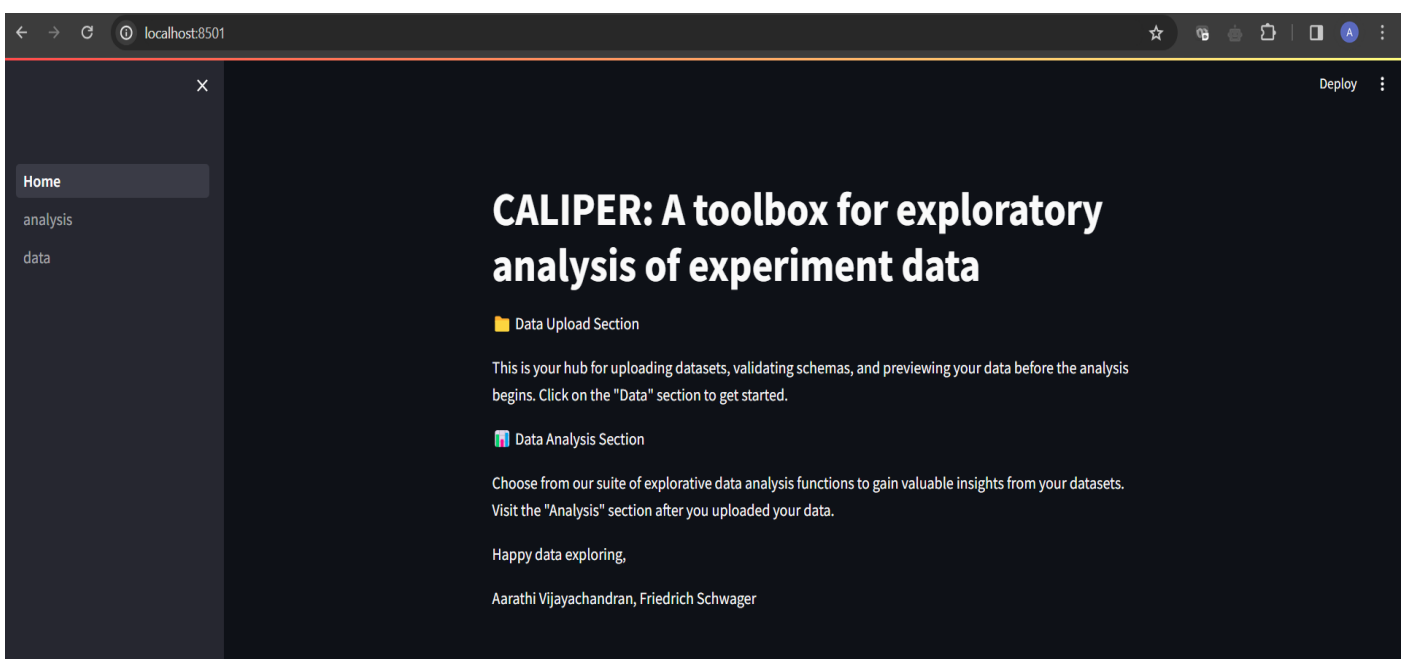 localhost:8501
A
Deploy
Home
analysis
data
CALIPER: A toolbox for exploratory
analysis of experiment data
Data Upload Section
This is your hub for uploading datasets, validating schemas, and previewing your data before the analysis
begins. Click on the "Data" section to get started.
Data Analysis Section
Choose from our suite of explorative data analysis functions to gain valuable insights from your datasets.
Visit the "Analysis" section after you uploaded your data.
Happy data exploring,
Aarathi Vijayachandran, Friedrich Schwager